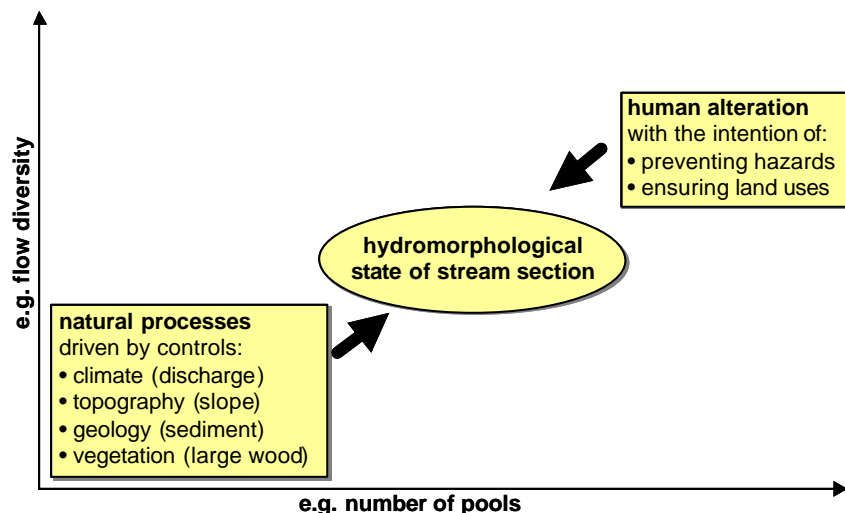 e.g. flow diversity
human alteration
with the intention of:
• preventing hazards
• ensuring land uses
hydromorphological
state of stream section
natural processes
driven by controls:
• climate (discharge)
• topography (slope)
• geology (sediment)
• vegetation (large wood)
e.g. number of pools